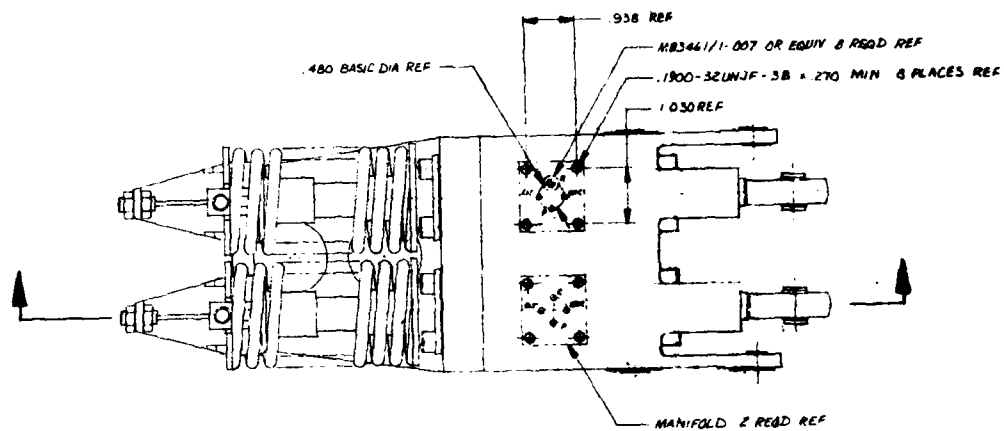 .938 REF
M83461/1-007 OR EQUIV 8 REQD REF
.480 BASIC DIA REF
.1900-32UNJF-3B × .270 MIN 8 PLACES REF
1.030 REF
MANIFOLD 2 REQD REF